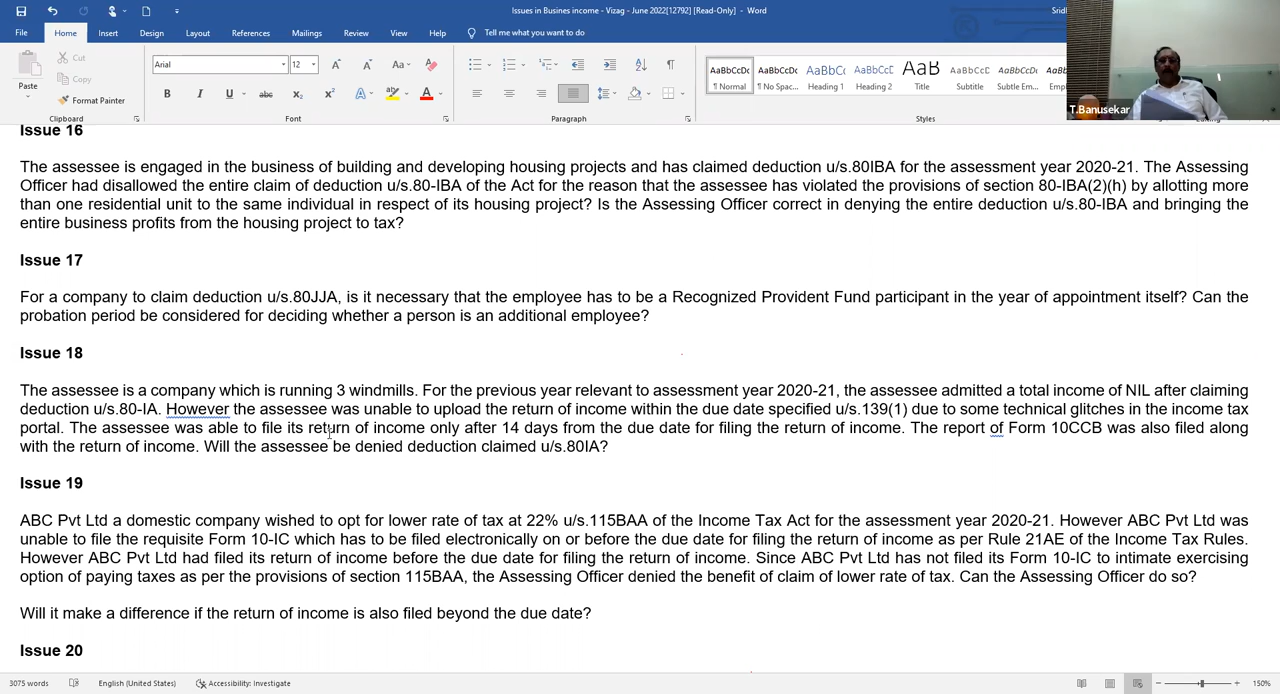 Issues in Busines income - Vizag - June 2022[12792] [Read-Only] - Word
Sridh
File Home Insert Design Layout References Mailings Review View Help Tell me what you want to do
Cut
Copy
Paste
Format Painter
Arial 12
Aa
B I U abc x₂ x² A A
AaBbCcDc AaBbCcDc AaBbCc AaBbCcD AaB AaBbCcD AaBbCcDc AaBb
¶ Normal ¶ No Spac... Heading 1 Heading 2 Title Subtitle Subtle Em... Emp
Clipboard Font Paragraph Styles
T.Banusekar
Issue 16
The assessee is engaged in the business of building and developing housing projects and has claimed deduction u/s.80IBA for the assessment year 2020-21. The Assessing
Officer had disallowed the entire claim of deduction u/s.80-IBA of the Act for the reason that the assessee has violated the provisions of section 80-IBA(2)(h) by allotting more
than one residential unit to the same individual in respect of its housing project? Is the Assessing Officer correct in denying the entire deduction u/s.80-IBA and bringing the
entire business profits from the housing project to tax?
Issue 17
For a company to claim deduction u/s.80JJA, is it necessary that the employee has to be a Recognized Provident Fund participant in the year of appointment itself? Can the
probation period be considered for deciding whether a person is an additional employee?
Issue 18
The assessee is a company which is running 3 windmills. For the previous year relevant to assessment year 2020-21, the assessee admitted a total income of NIL after claiming
deduction u/s.80-IA. However the assessee was unable to upload the return of income within the due date specified u/s.139(1) due to some technical glitches in the income tax
portal. The assessee was able to file its return of income only after 14 days from the due date for filing the return of income. The report of Form 10CCB was also filed along
with the return of income. Will the assessee be denied deduction claimed u/s.80IA?
Issue 19
ABC Pvt Ltd a domestic company wished to opt for lower rate of tax at 22% u/s.115BAA of the Income Tax Act for the assessment year 2020-21. However ABC Pvt Ltd was
unable to file the requisite Form 10-IC which has to be filed electronically on or before the due date for filing the return of income as per Rule 21AE of the Income Tax Rules.
However ABC Pvt Ltd had filed its return of income before the due date for filing the return of income. Since ABC Pvt Ltd has not filed its Form 10-IC to intimate exercising
option of paying taxes as per the provisions of section 115BAA, the Assessing Officer denied the benefit of claim of lower rate of tax. Can the Assessing Officer do so?
Will it make a difference if the return of income is also filed beyond the due date?
Issue 20
3075 words English (United States) Accessibility: Investigate 150%